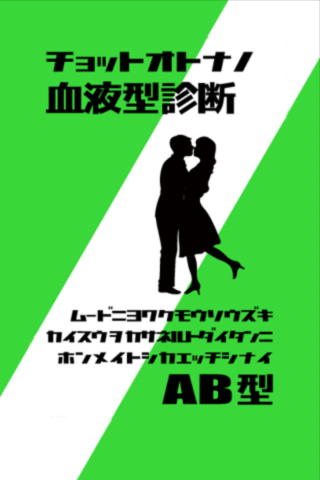 チョットオトナノ
血液型診断
ムードニヨワクモウソウズキ
カイスウヲカサネルトダイタンニ
ホンメイトシカエッチシナイ
AB型